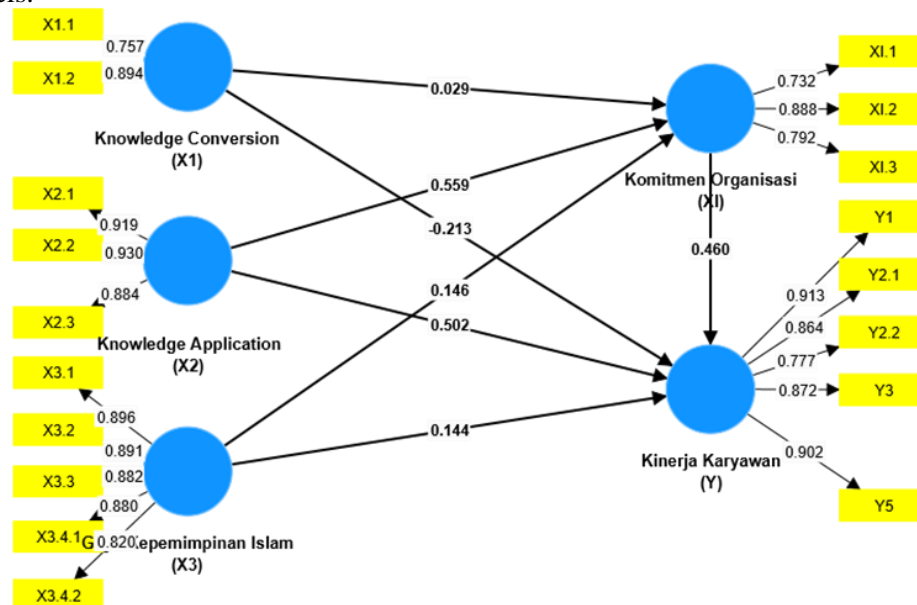 X1.1
0.757
X1.2
0.894
Knowledge Conversion
(X1)
0.029
0.732
XI.1
0.888
XI.2
0.792
XI.3
Komitmen Organisasi
(XI)
X2.1
0.919
X2.2
0.930
0.884
X2.3
Knowledge Application
(X2)
0.559
-0.213
0.460
0.146
0.502
X3.1
0.896
X3.2
0.891
X3.3
0.882
0.880
X3.4.1
0.820
X3.4.2
Islam
(X3)
0.144
Y1
0.913
Y2.1
0.864
Y2.2
0.777
Y3
0.872
0.902
Y5
Kinerja Karyawan
(Y)